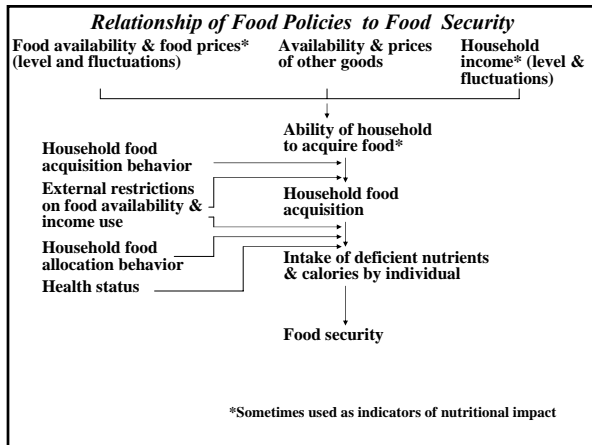 Relationship of Food Policies to Food Security
Food availability & food prices*
(level and fluctuations)
Availability & prices
of other goods
Household
income* (level &
fluctuations)
Ability of household
to acquire food*
Household food
acquisition behavior
External restrictions
on food availability &
income use
Household food
acquisition
Household food
allocation behavior
Health status
Intake of deficient nutrients
& calories by individual
Food security
*Sometimes used as indicators of nutritional impact